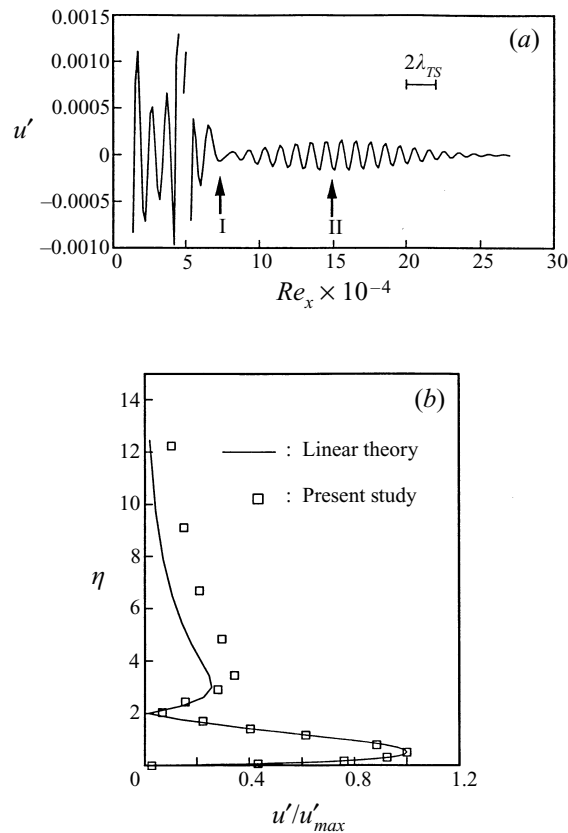 0.0015
(a)
0.0010
2λTS
0.0005
u′
0
−0.0005
I
II
−0.0010
0 5 10 15 20 25 30
Re_x × 10⁻⁴
14
(b)
12
: Linear theory
10
: Present study
8
η
6
4
2
0 0.4 0.8 1.2
u′/u′max